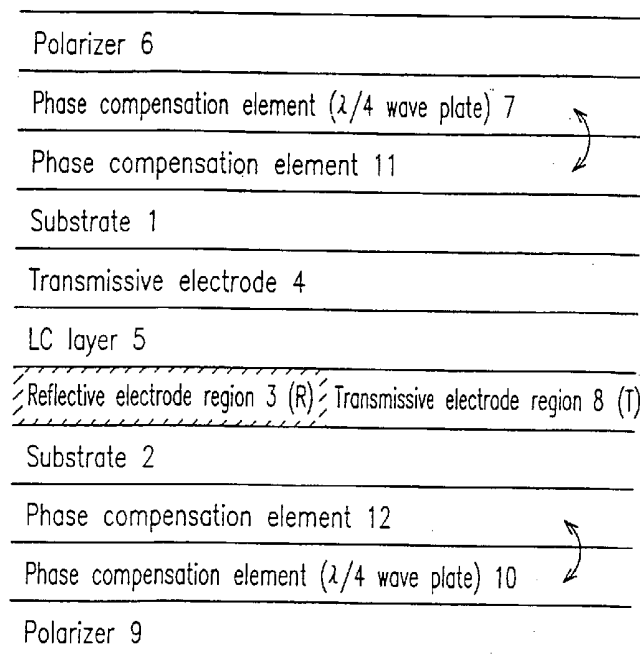 Polarizer 6
Phase compensation element (λ/4 wave plate) 7
Phase compensation element 11
Substrate 1
Transmissive electrode 4
LC layer 5
Reflective electrode region 3 (R) Transmissive electrode region 8 (T)
Substrate 2
Phase compensation element 12
Phase compensation element (λ/4 wave plate) 10
Polarizer 9